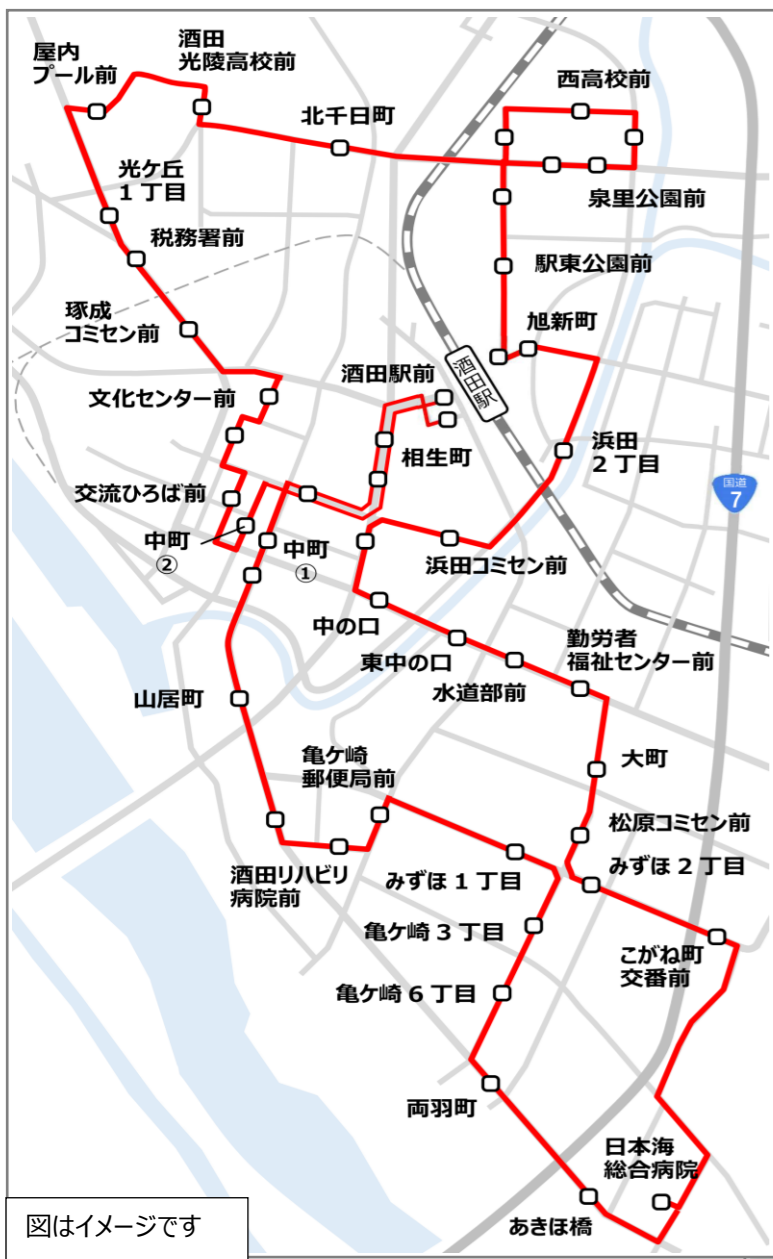 酒田
光陵高校前
屋内
プール前
西高校前
北千日町
光ケ丘
1丁目
泉里公園前
税務署前
駅東公園前
琢成
コミセン前
旭新町
酒田駅前
酒田駅
文化センター前
相生町
浜田
2丁目
国道
7
交流ひろば前
中町
②
中町
①
浜田コミセン前
中の口
東中の口
勤労者
福祉センター前
水道部前
山居町
亀ケ崎
郵便局前
大町
松原コミセン前
酒田リハビリ
病院前
みずほ1丁目
みずほ2丁目
亀ケ崎3丁目
こがね町
交番前
亀ケ崎6丁目
両羽町
日本海
総合病院
あきほ橋
図はイメージです